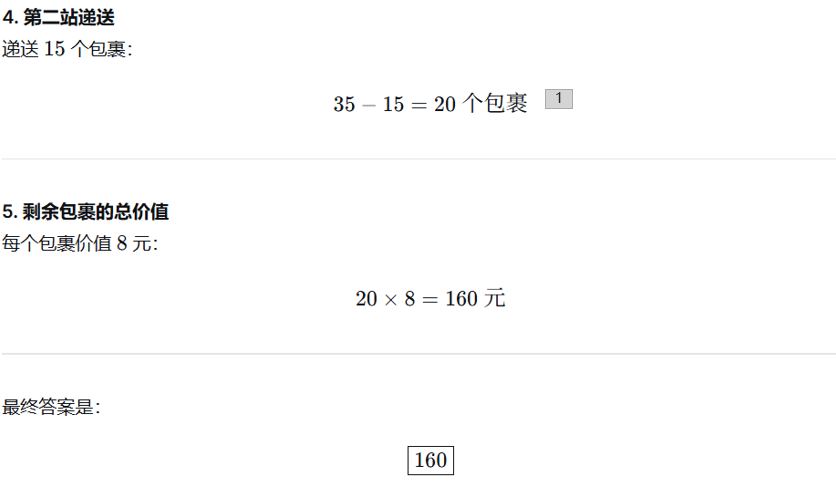 4. 第二站递送
递送 15 个包裹：
35 − 15 = 20 个包裹 1
5. 剩余包裹的总价值
每个包裹价值 8 元：
20 × 8 = 160 元
最终答案是：
160